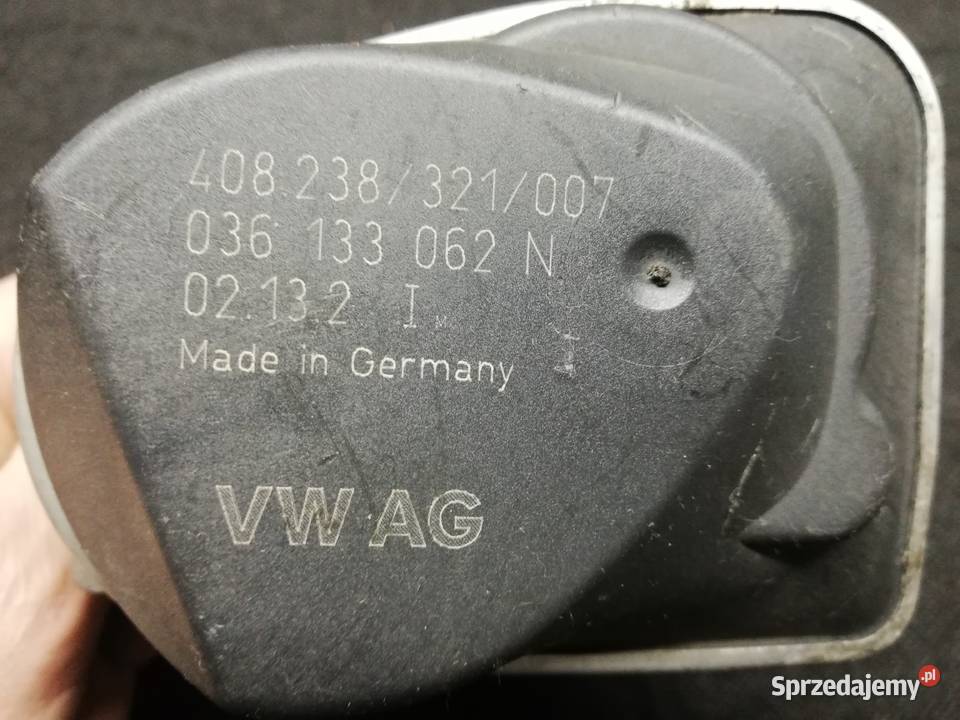 408.238/321/007
036 133 062 N
02.13.2 I M
I
Made in Germany
VW AG
Sprzedajemy.pl